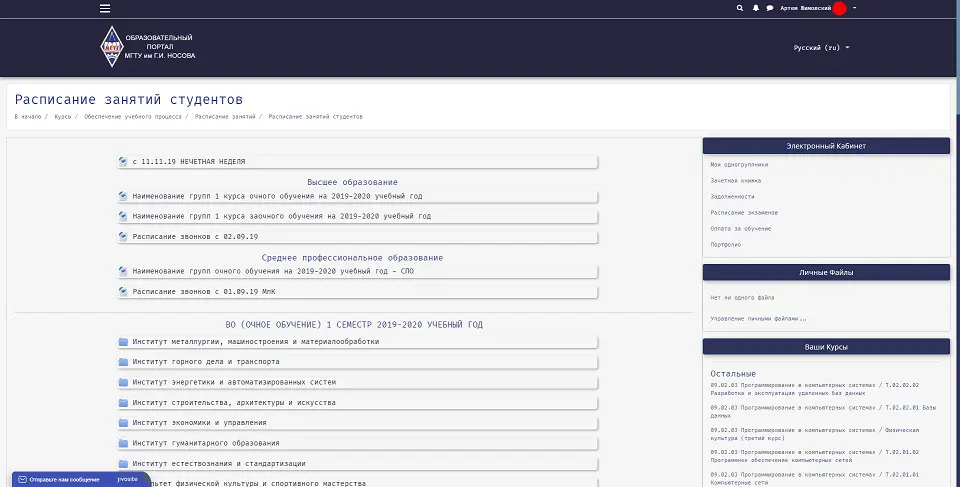 Артем Жимовский
ОБРАЗОВАТЕЛЬНЫЙ
ПОРТАЛ
МГТУ им Г.И. НОСОВА
МГТУ
Русский (ru)
Расписание занятий студентов
В начало / Курсы / Обеспечение учебного процесса / Расписание занятий / Расписание занятий студентов
с 11.11.19 НЕЧЕТНАЯ НЕДЕЛЯ
Высшее образование
Наименование групп 1 курса очного обучения на 2019-2020 учебный год
Наименование групп 1 курса заочного обучения на 2019-2020 учебный год
Расписание звонков с 02.09.19
Среднее профессиональное образование
Наименование групп очного обучения на 2019-2020 учебный год - СПО
Расписание звонков с 01.09.19 МпК
ВО (ОЧНОЕ ОБУЧЕНИЕ) 1 СЕМЕСТР 2019-2020 УЧЕБНЫЙ ГОД
Институт металлургии, машиностроения и материалообработки
Институт горного дела и транспорта
Институт энергетики и автоматизированных систем
Институт строительства, архитектуры и искусства
Институт экономики и управления
Институт гуманитарного образования
Институт естествознания и стандартизации
льтет физической культуры и спортивного мастерства
Отправьте нам сообщение jivosite
Электронный Кабинет
Мои одногруппники
Зачетная книжка
Задолженности
Расписание экзаменов
Оплата за обучение
Портфолио
Личные Файлы
Нет ни одного файла
Управление личными файлами...
Ваши Курсы
Остальные
09.02.03 Программирование в компьютерных системах / Т.02.02.02
Разработка и эксплуатация удаленных баз данных
09.02.03 Программирование в компьютерных системах / Т.02.02.01 Базы
данных
09.02.03 Программирование в компьютерных системах / Физическая
культура (третий курс)
09.02.03 Программирование в компьютерных системах / Т.02.01.02
Программное обеспечение компьютерных сетей
09.02.03 Программирование в компьютерных системах / Т.02.01.01
Компьютерные сети